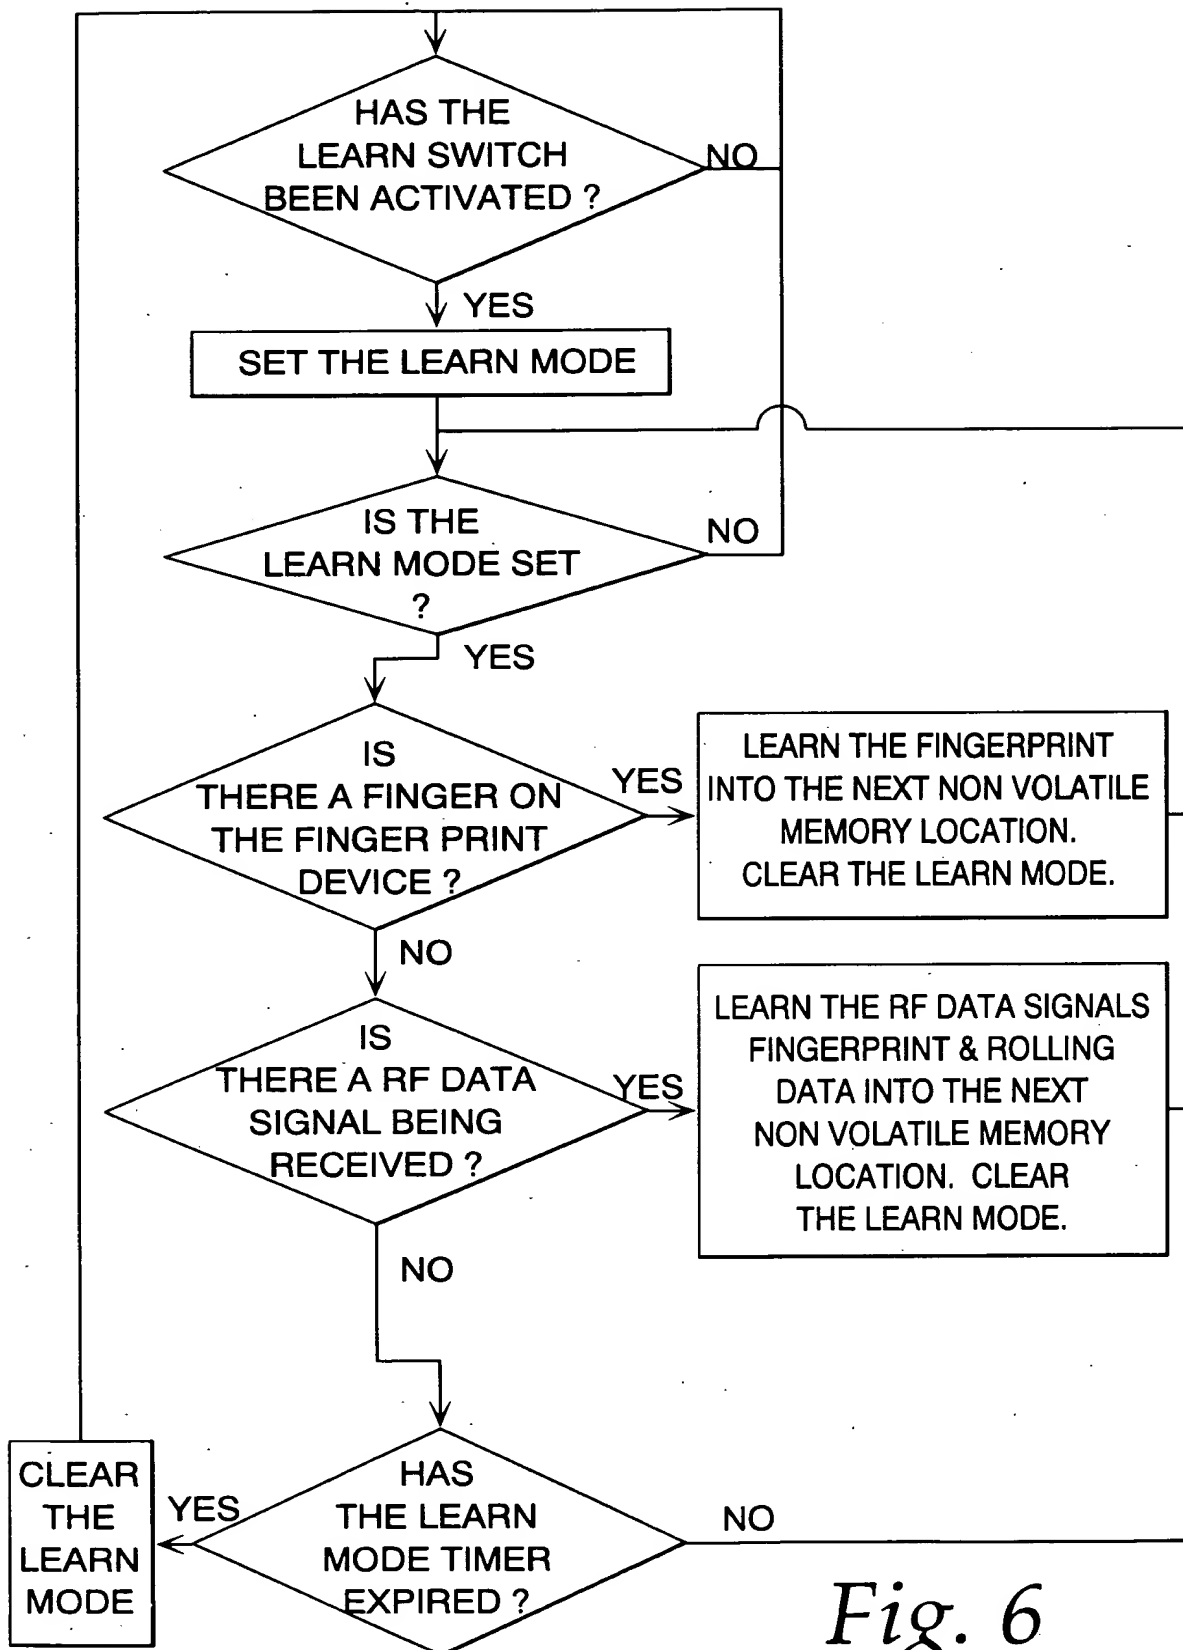 HAS THE
LEARN SWITCH
BEEN ACTIVATED ?
NO
YES
SET THE LEARN MODE
IS THE
LEARN MODE SET
?
NO
YES
IS
THERE A FINGER ON
THE FINGER PRINT
DEVICE ?
YES
LEARN THE FINGERPRINT
INTO THE NEXT NON VOLATILE
MEMORY LOCATION.
CLEAR THE LEARN MODE.
NO
IS
THERE A RF DATA
SIGNAL BEING
RECEIVED ?
YES
LEARN THE RF DATA SIGNALS
FINGERPRINT & ROLLING
DATA INTO THE NEXT
NON VOLATILE MEMORY
LOCATION. CLEAR
THE LEARN MODE.
NO
HAS
THE LEARN
MODE TIMER
EXPIRED ?
YES
CLEAR
THE
LEARN
MODE
NO
Fig. 6